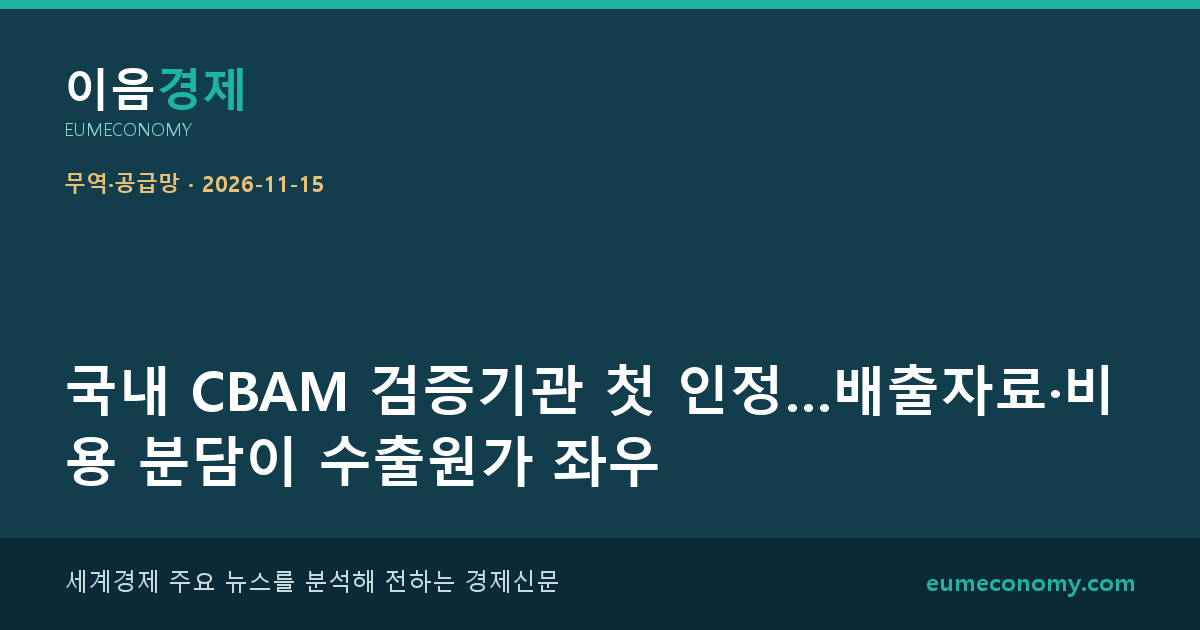 이음경제
EUMECONOMY
무역·공급망 · 2026-11-15
국내 CBAM 검증기관 첫 인정…배출자료·비
용 분담이 수출원가 좌우
세계경제 주요 뉴스를 분석해 전하는 경제신문
eumeconomy.com